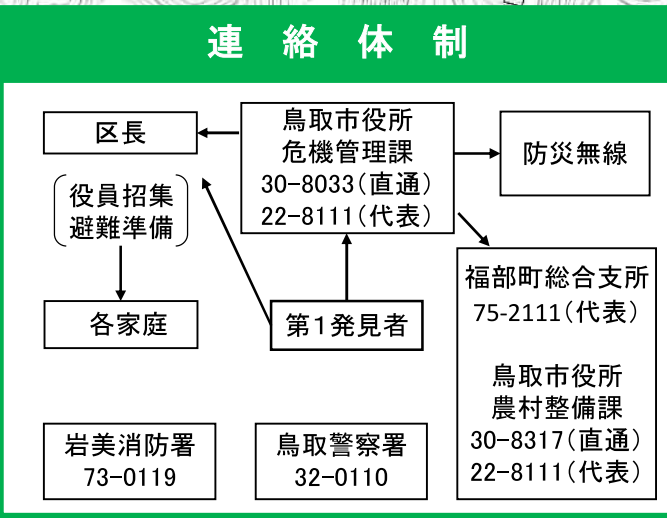 連絡体制
区長
役員招集
避難準備
各家庭
鳥取市役所
危機管理課
30-8033(直通)
22-8111(代表)
防災無線
第1発見者
福部町総合支所
75-2111(代表)
鳥取市役所
農村整備課
30-8317(直通)
22-8111(代表)
岩美消防署
73-0119
鳥取警察署
32-0110